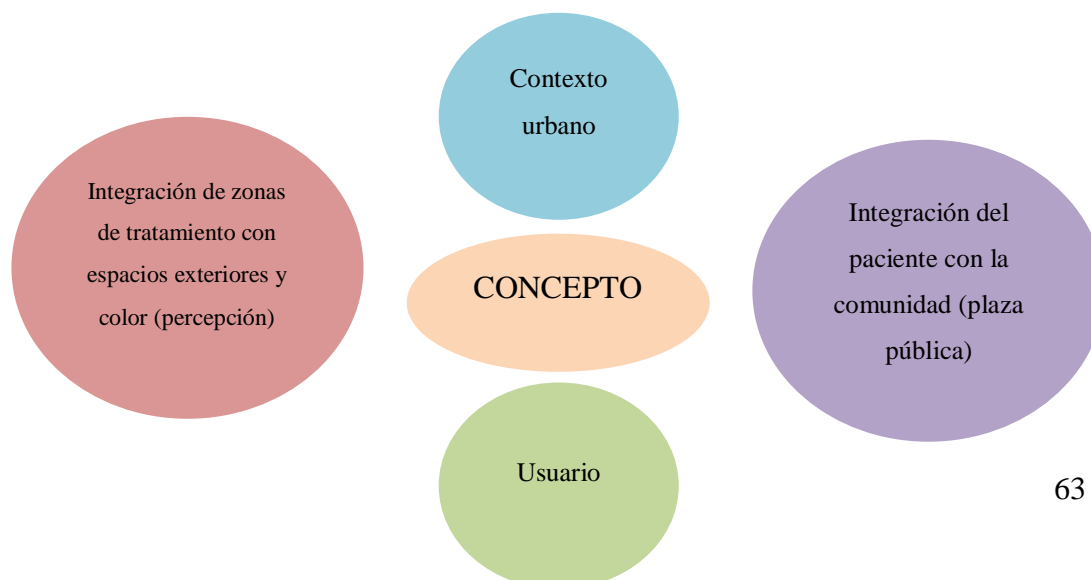 Contexto
urbano
Integración de zonas
de tratamiento con
espacios exteriores y
color (percepción)
CONCEPTO
Integración del
paciente con la
comunidad (plaza
pública)
Usuario
63